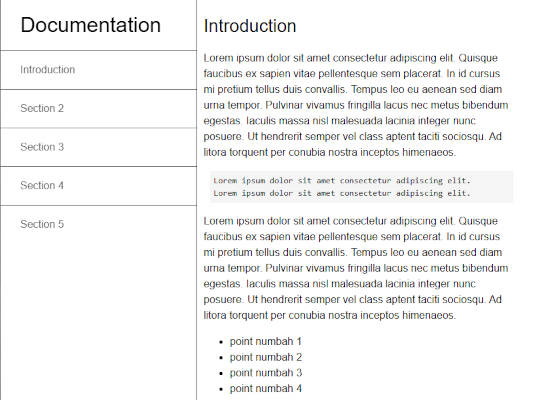 Documentation
Introduction
Section 2
Section 3
Section 4
Section 5
Introduction
Lorem ipsum dolor sit amet consectetur adipiscing elit. Quisque
faucibus ex sapien vitae pellentesque sem placerat. In id cursus
mi pretium tellus duis convallis. Tempus leo eu aenean sed diam
urna tempor. Pulvinar vivamus fringilla lacus nec metus bibendum
egestas. Iaculis massa nisl malesuada lacinia integer nunc
posuere. Ut hendrerit semper vel class aptent taciti sociosqu. Ad
litora torquent per conubia nostra inceptos himenaeos.
Lorem ipsum dolor sit amet consectetur adipiscing elit.
Lorem ipsum dolor sit amet consectetur adipiscing elit.
Lorem ipsum dolor sit amet consectetur adipiscing elit. Quisque
faucibus ex sapien vitae pellentesque sem placerat. In id cursus
mi pretium tellus duis convallis. Tempus leo eu aenean sed diam
urna tempor. Pulvinar vivamus fringilla lacus nec metus bibendum
egestas. Iaculis massa nisl malesuada lacinia integer nunc
posuere. Ut hendrerit semper vel class aptent taciti sociosqu. Ad
litora torquent per conubia nostra inceptos himenaeos.
• point numbah 1
• point numbah 2
• point numbah 3
• point numbah 4